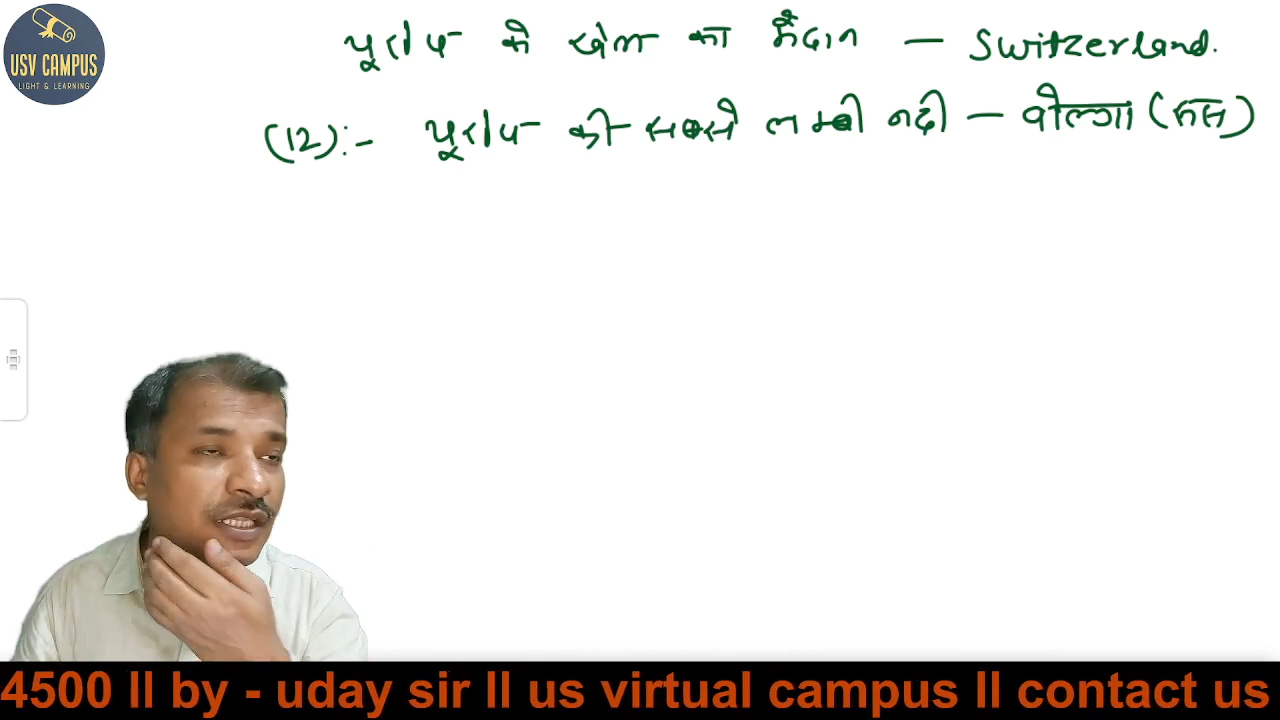 USV CAMPUS
LIGHT & LEARNING
यूरोप के खेल का मैदान — Switzerland.
(12):- यूरोप की सबसे लम्बी नदी — वोल्गा (रूस)
4500 ll by - uday sir ll us virtual campus ll contact us